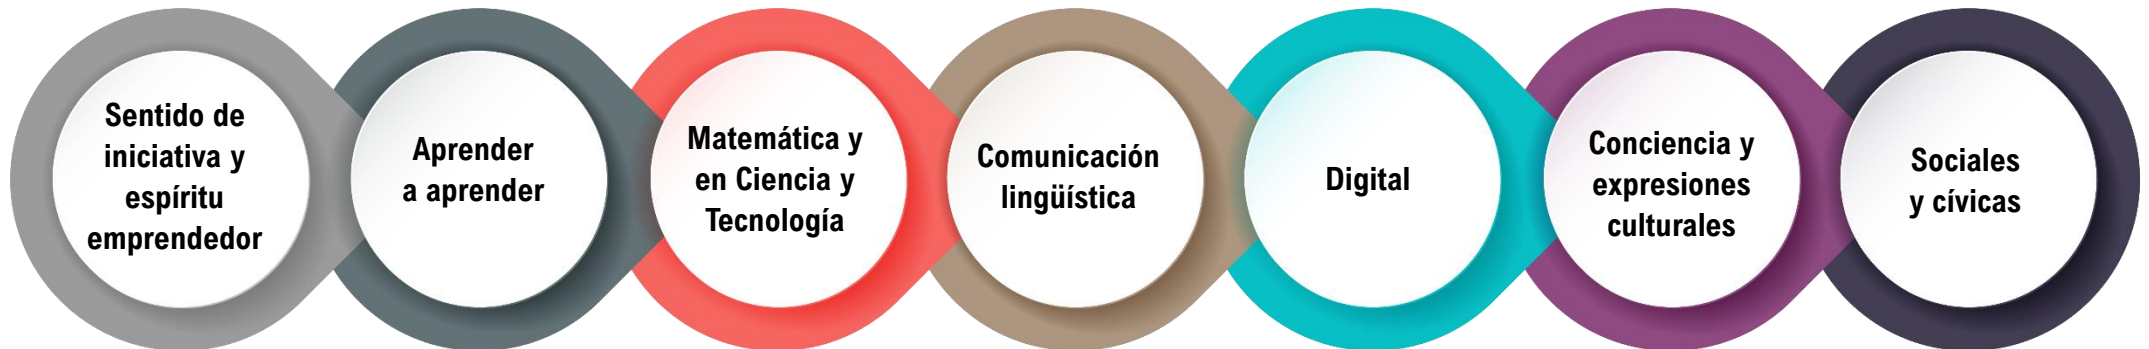 Sentido de
iniciativa y
espíritu
emprendedor
Aprender
a aprender
Matemática y
en Ciencia y
Tecnología
Comunicación
lingüística
Digital
Conciencia y
expresiones
culturales
Sociales
y cívicas